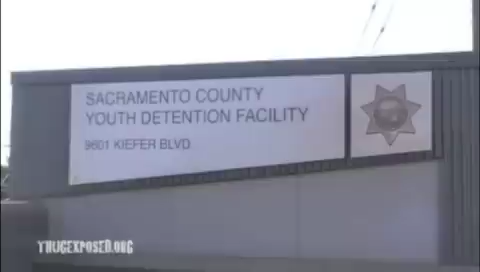 SACRAMENTO COUNTY
YOUTH DETENTION FACILITY
9601 KIEFER BLVD.
THUGEXPOSED.ORG